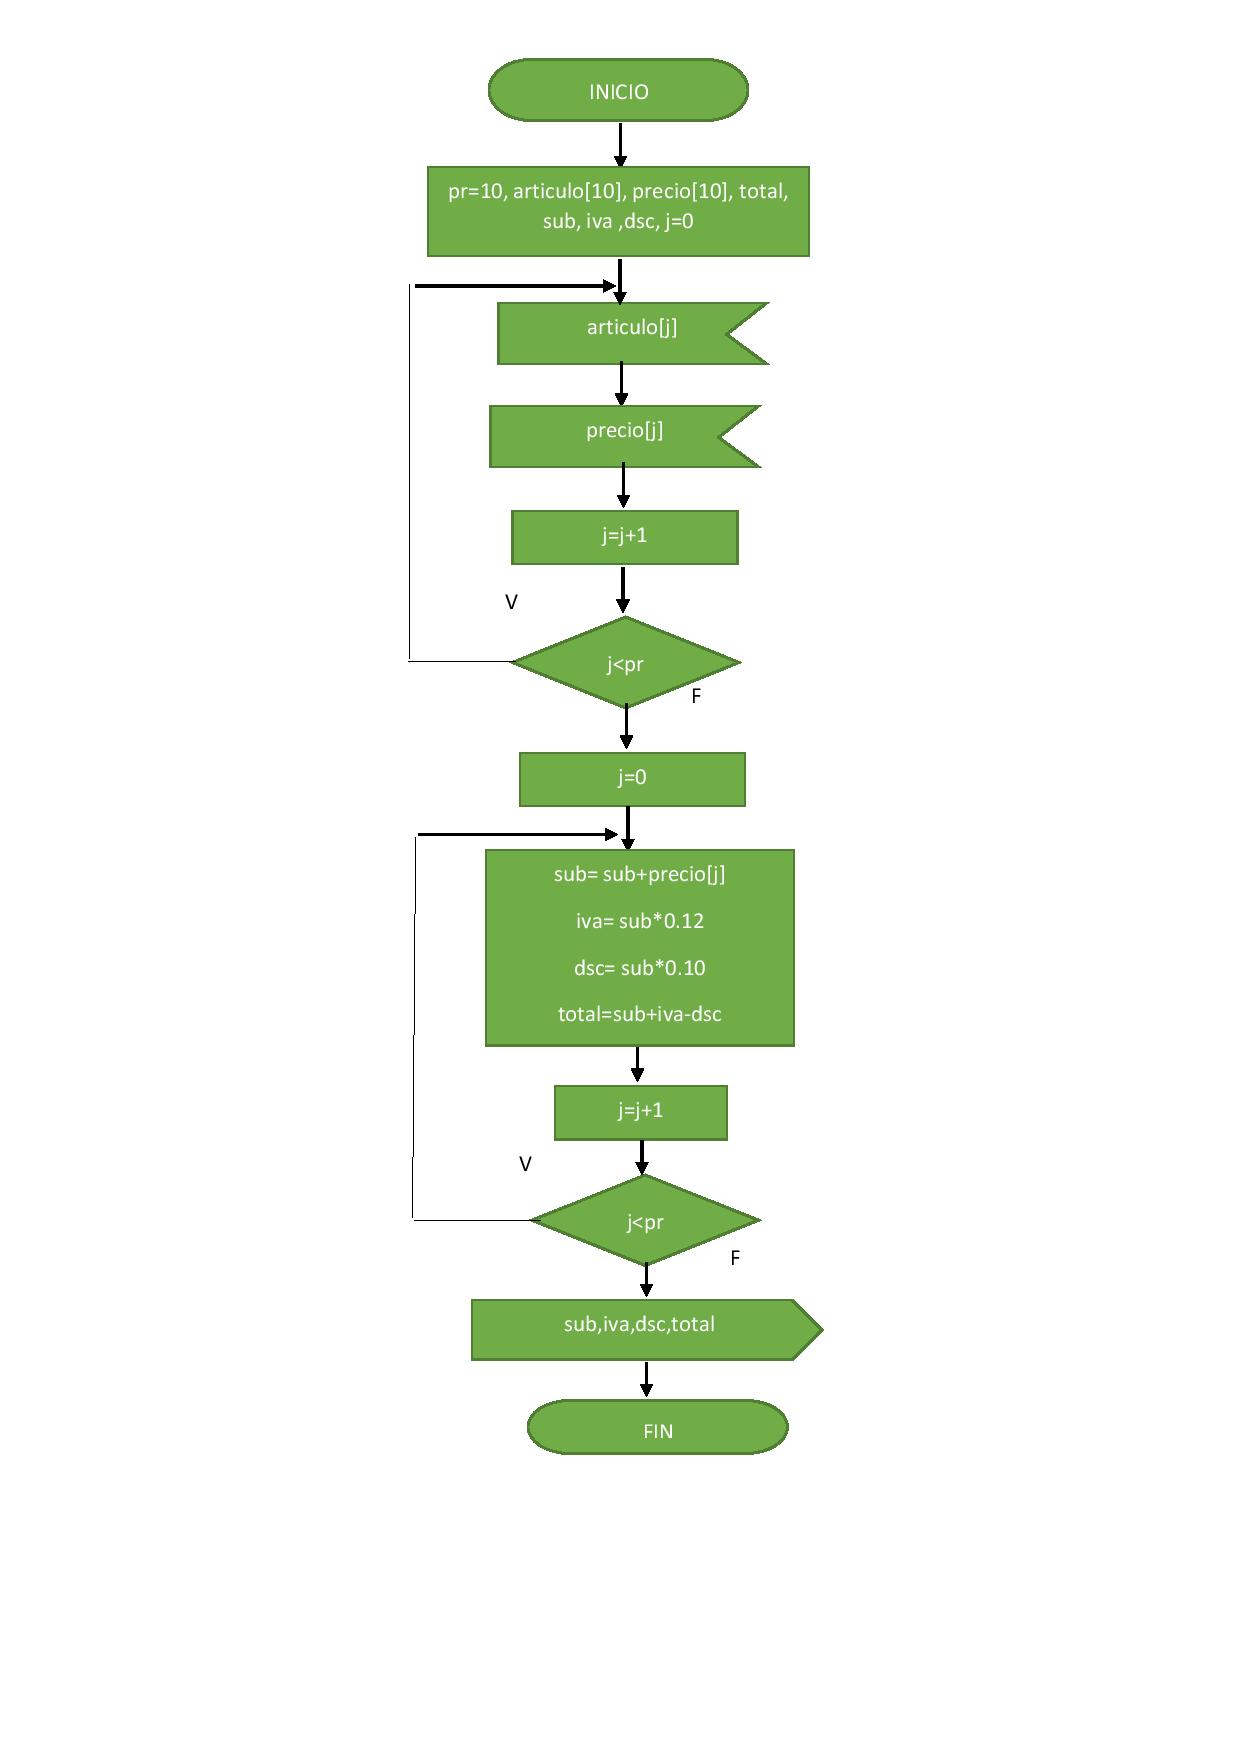 INICIO
pr=10, articulo[10], precio[10], total,
sub, iva ,dsc, j=0
articulo[j]
precio[j]
j=j+1
V
j<pr
F
j=0
sub= sub+precio[j]
iva= sub*0.12
dsc= sub*0.10
total=sub+iva-dsc
j=j+1
V
j<pr
F
sub,iva,dsc,total
FIN